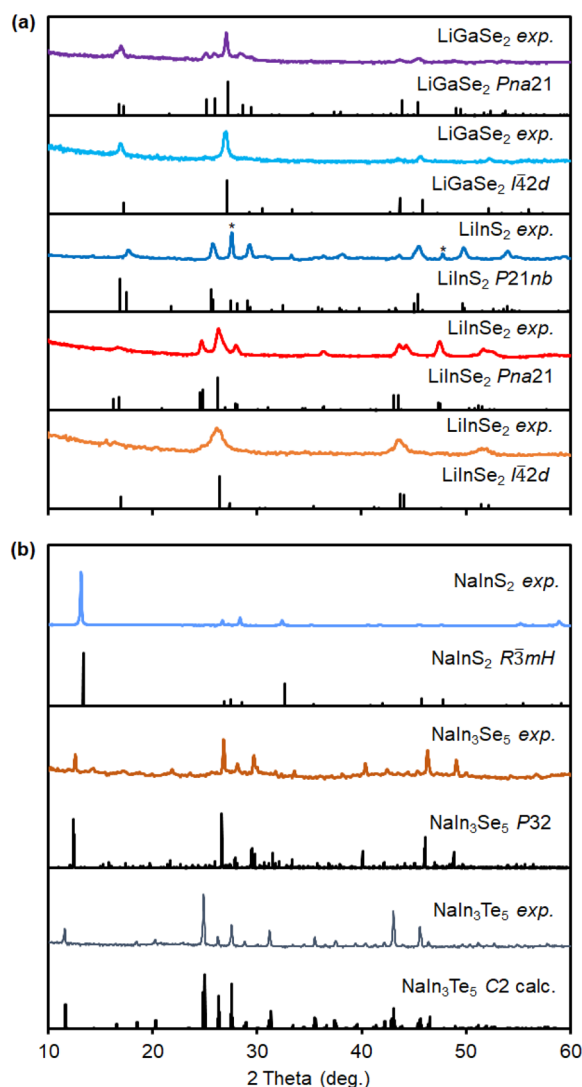 (a)
LiGaSe₂ exp.
LiGaSe₂ Pna21
LiGaSe₂ exp.
LiGaSe₂ I4̅2d
LiInS₂ exp.
*
*
LiInS₂ P21nb
LiInSe₂ exp.
LiInSe₂ Pna21
LiInSe₂ exp.
LiInSe₂ I4̅2d
10 20 30 40 50 60
(b)
NaInS₂ exp.
NaInS₂ R3̅mH
NaIn₃Se₅ exp.
NaIn₃Se₅ P32
NaIn₃Te₅ exp.
NaIn₃Te₅ C2 calc.
10 20 30 40 50 60
2 Theta (deg.)